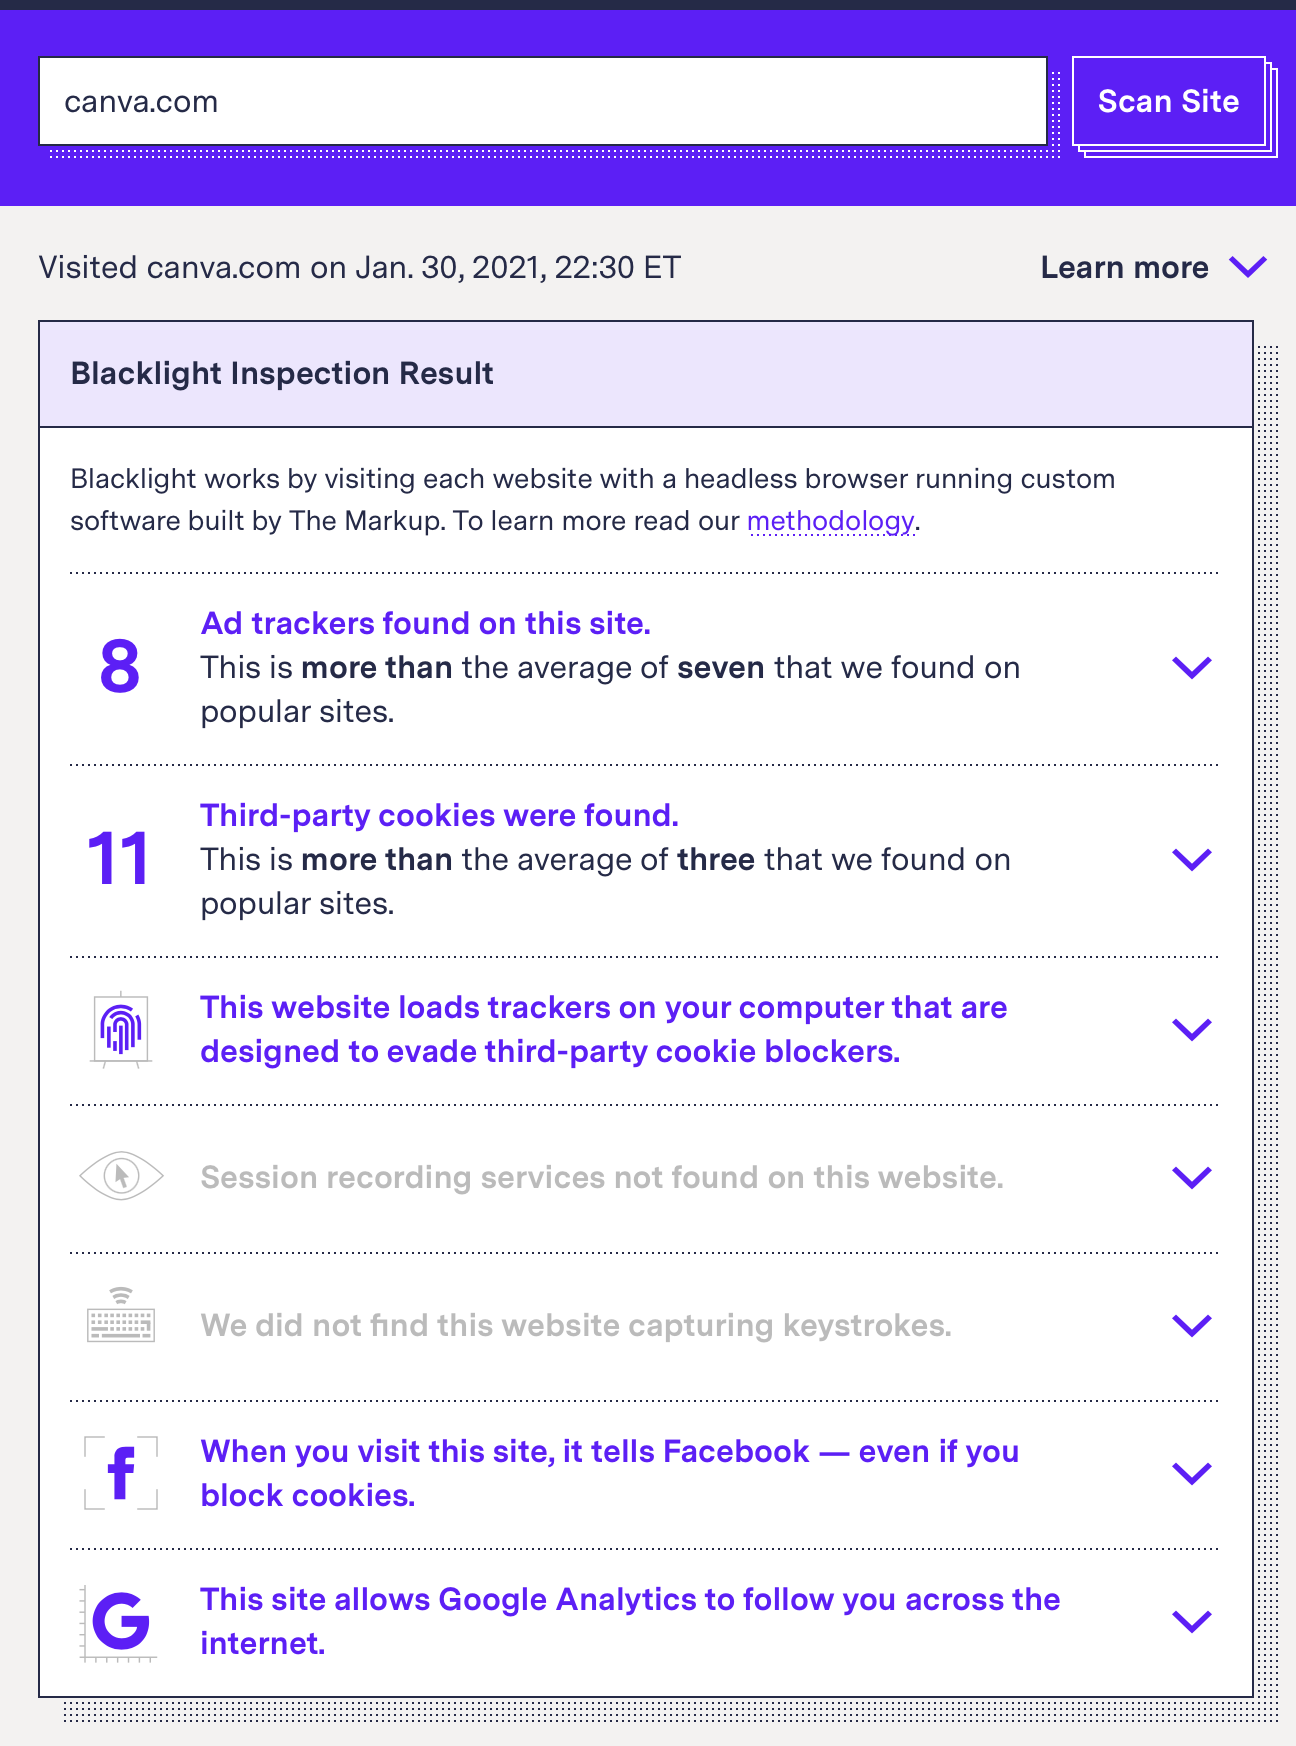 canva.com
Scan Site
Visited canva.com on Jan. 30, 2021, 22:30 ET
Learn more
Blacklight Inspection Result
Blacklight works by visiting each website with a headless browser running custom
software built by The Markup. To learn more read our methodology.
8
Ad trackers found on this site.
This is more than the average of seven that we found on
popular sites.
11
Third-party cookies were found.
This is more than the average of three that we found on
popular sites.
This website loads trackers on your computer that are
designed to evade third-party cookie blockers.
Session recording services not found on this website.
We did not find this website capturing keystrokes.
f
When you visit this site, it tells Facebook — even if you
block cookies.
G
This site allows Google Analytics to follow you across the
internet.